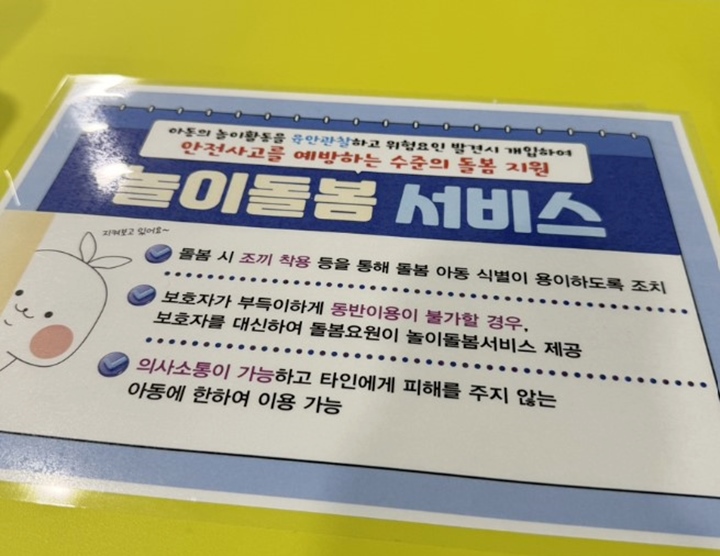 아동의 놀이활동을 육안관찰하고 위험요인 발견시 개입하여
안전사고를 예방하는 수준의 돌봄 지원
놀이돌봄 서비스
지켜보고 있어요~
돌봄 시 조끼 착용 등을 통해 돌봄 아동 식별이 용이하도록 조치
보호자가 부득이하게 동반이용이 불가할 경우,
보호자를 대신하여 돌봄요원이 놀이돌봄서비스 제공
의사소통이 가능하고 타인에게 피해를 주지 않는
아동에 한하여 이용 가능